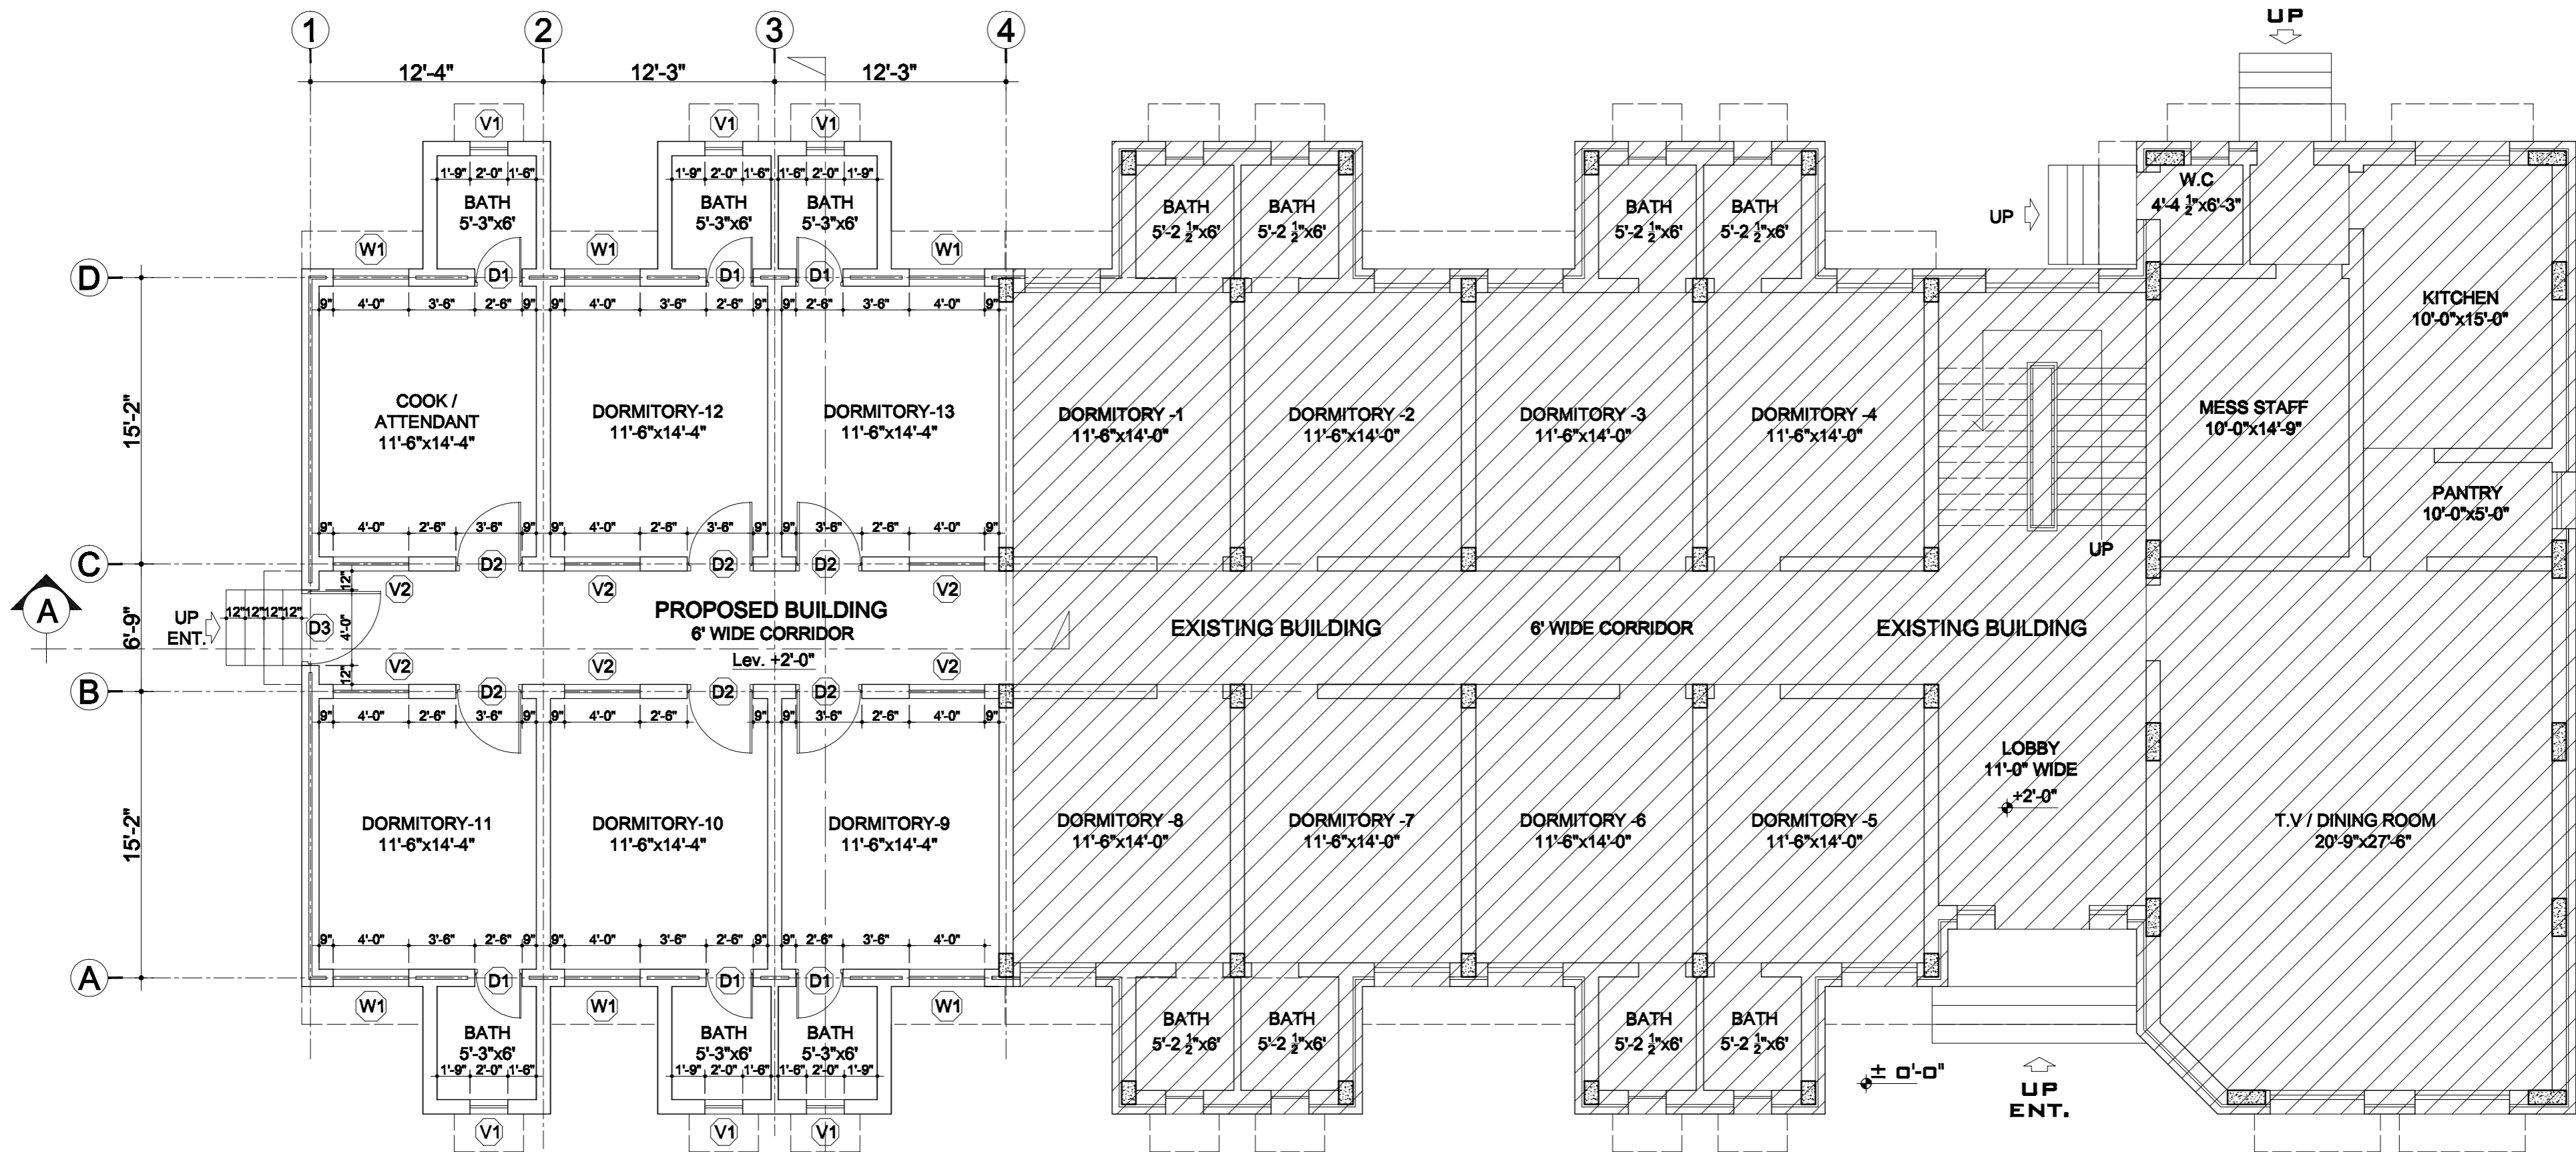 UP
1 2 3 4
12'-4" 12'-3" 12'-3"
V1 V1 V1
1'-9" 2'-0" 1'-6" 1'-9" 2'-0" 1'-6" 1'-6" 2'-0" 1'-9"
W.C
4'-4 1/2"x6'-3"
BATH BATH BATH BATH BATH BATH BATH
5'-3"x6' 5'-3"x6' 5'-3"x6' 5'-2 1/2"x6' 5'-2 1/2"x6' 5'-2 1/2"x6' 5'-2 1/2"x6'
UP
W1 W1 W1
D D1 D1 D1
9" 4'-0" 3'-6" 2'-6" 9" 9" 4'-0" 3'-6" 2'-6" 9" 9" 2'-6" 3'-6" 4'-0" 9"
KITCHEN
10'-0"x15'-0"
15'-2"
COOK /
ATTENDANT
11'-6"x14'-4"
DORMITORY-12
11'-6"x14'-4"
DORMITORY-13
11'-6"x14'-4"
DORMITORY -1
11'-6"x14'-0"
DORMITORY -2
11'-6"x14'-0"
DORMITORY -3
11'-6"x14'-0"
DORMITORY -4
11'-6"x14'-0"
MESS STAFF
10'-0"x14'-9"
PANTRY
10'-0"x5'-0"
9" 4'-0" 2'-6" 3'-6" 9" 9" 4'-0" 2'-6" 3'-6" 9" 9" 3'-6" 2'-6" 4'-0" 9"
UP
C D2 D2 D2
12"
V2 V2 V2
A
6'-9"
UP
ENT.
12" 12" 12" 12"
D3
4'-0"
PROPOSED BUILDING
6' WIDE CORRIDOR
EXISTING BUILDING
6' WIDE CORRIDOR
EXISTING BUILDING
Lev. +2'-0"
12"
V2 V2 V2
B D2 D2 D2
9" 4'-0" 2'-6" 3'-6" 9" 9" 4'-0" 2'-6" 9" 9" 3'-6" 2'-6" 4'-0" 9"
LOBBY
11'-0" WIDE
+2'-0"
15'-2"
DORMITORY-11
11'-6"x14'-4"
DORMITORY-10
11'-6"x14'-4"
DORMITORY-9
11'-6"x14'-4"
DORMITORY -8
11'-6"x14'-0"
DORMITORY -7
11'-6"x14'-0"
DORMITORY -6
11'-6"x14'-0"
DORMITORY -5
11'-6"x14'-0"
T.V / DINING ROOM
20'-9"x27'-6"
9" 4'-0" 3'-6" 2'-6" 9" 9" 4'-0" 3'-6" 2'-6" 9" 9" 2'-6" 3'-6" 4'-0"
A D1 D1 D1
W1 W1 W1
BATH BATH BATH BATH BATH BATH BATH
5'-3"x6' 5'-3"x6' 5'-3"x6' 5'-2 1/2"x6' 5'-2 1/2"x6' 5'-2 1/2"x6' 5'-2 1/2"x6'
1'-9" 2'-0" 1'-6" 1'-9" 2'-0" 1'-6" 1'-6" 2'-0" 1'-9"
± 0'-0"
UP
ENT.
V1 V1 V1